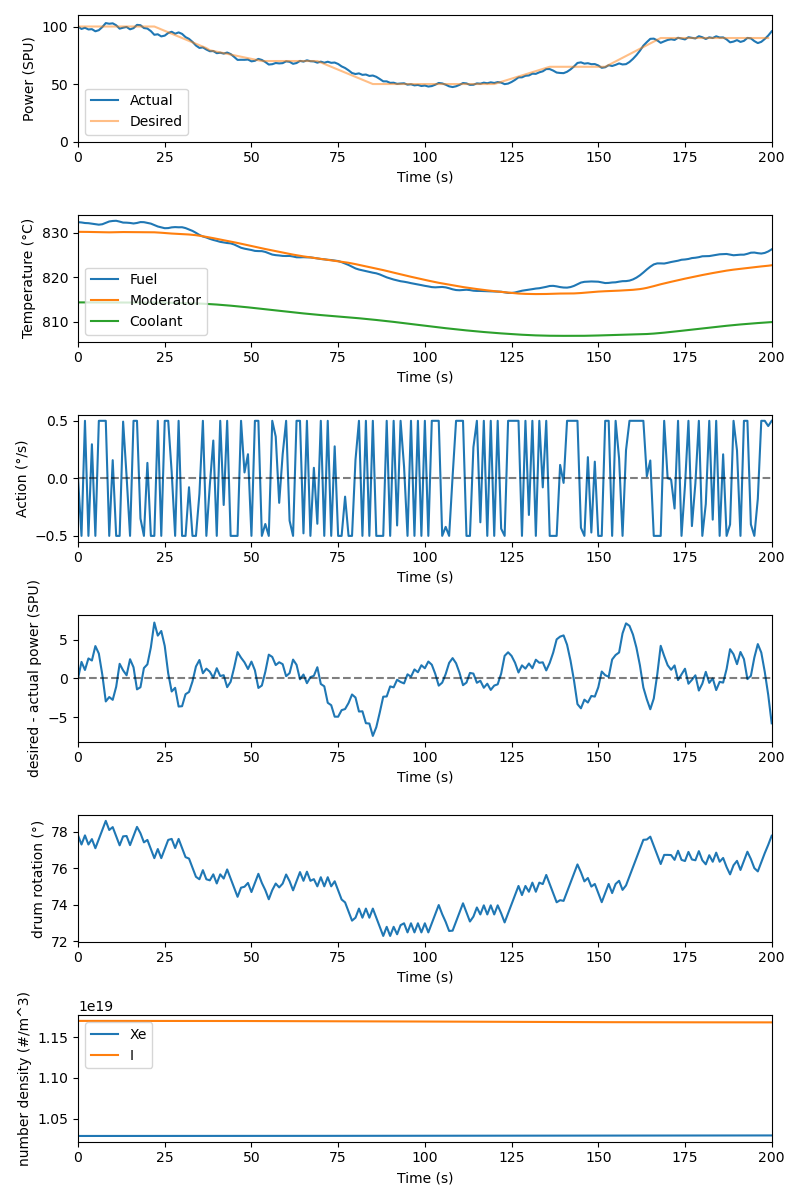 100
50
0
Power (SPU)
Actual
Desired
0 25 50 75 100 125 150 175 200
Time (s)
830
820
810
Temperature (°C)
Fuel
Moderator
Coolant
0 25 50 75 100 125 150 175 200
Time (s)
0.5
0.0
−0.5
Action (°/s)
0 25 50 75 100 125 150 175 200
Time (s)
5
0
−5
desired - actual power (SPU)
0 25 50 75 100 125 150 175 200
Time (s)
78
76
74
72
drum rotation (°)
0 25 50 75 100 125 150 175 200
Time (s)
1e19
1.15
1.10
1.05
number density (#/m^3)
Xe
I
0 25 50 75 100 125 150 175 200
Time (s)